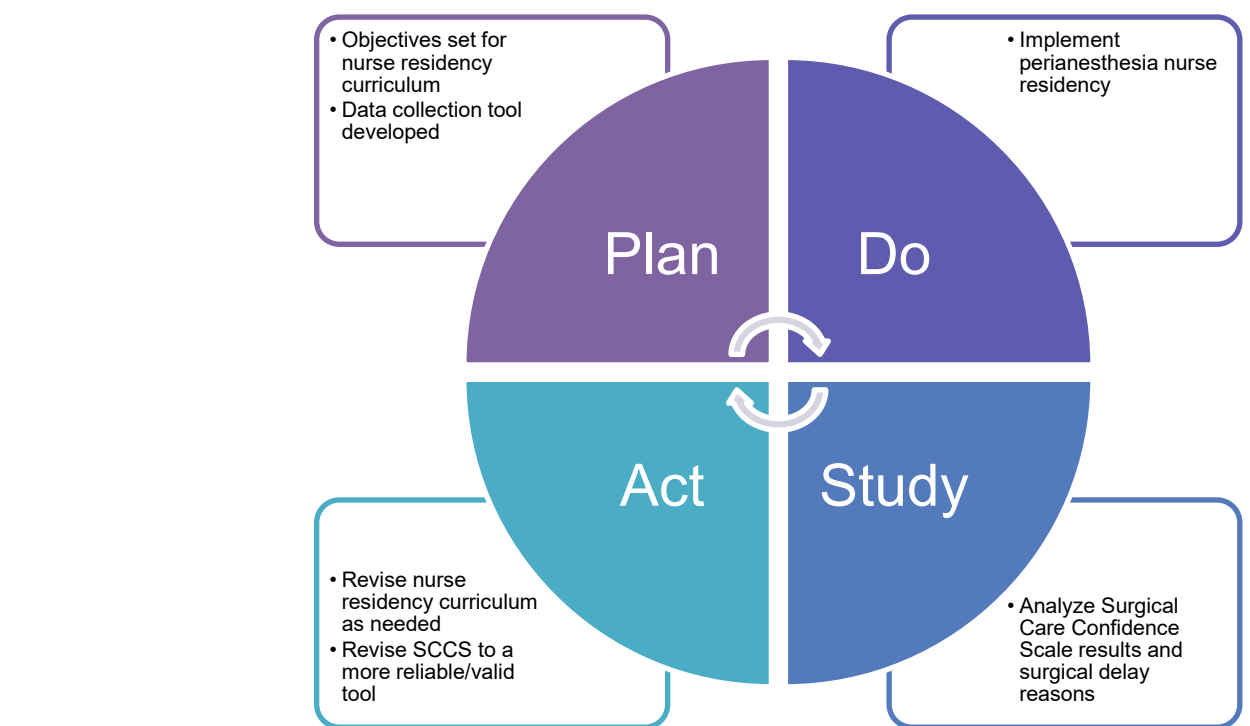 • Objectives set for
nurse residency
curriculum
• Data collection tool
developed
• Implement
perianesthesia nurse
residency
Plan
Do
Act
Study
• Revise nurse
residency curriculum
as needed
• Revise SCCS to a
more reliable/valid
tool
• Analyze Surgical
Care Confidence
Scale results and
surgical delay
reasons